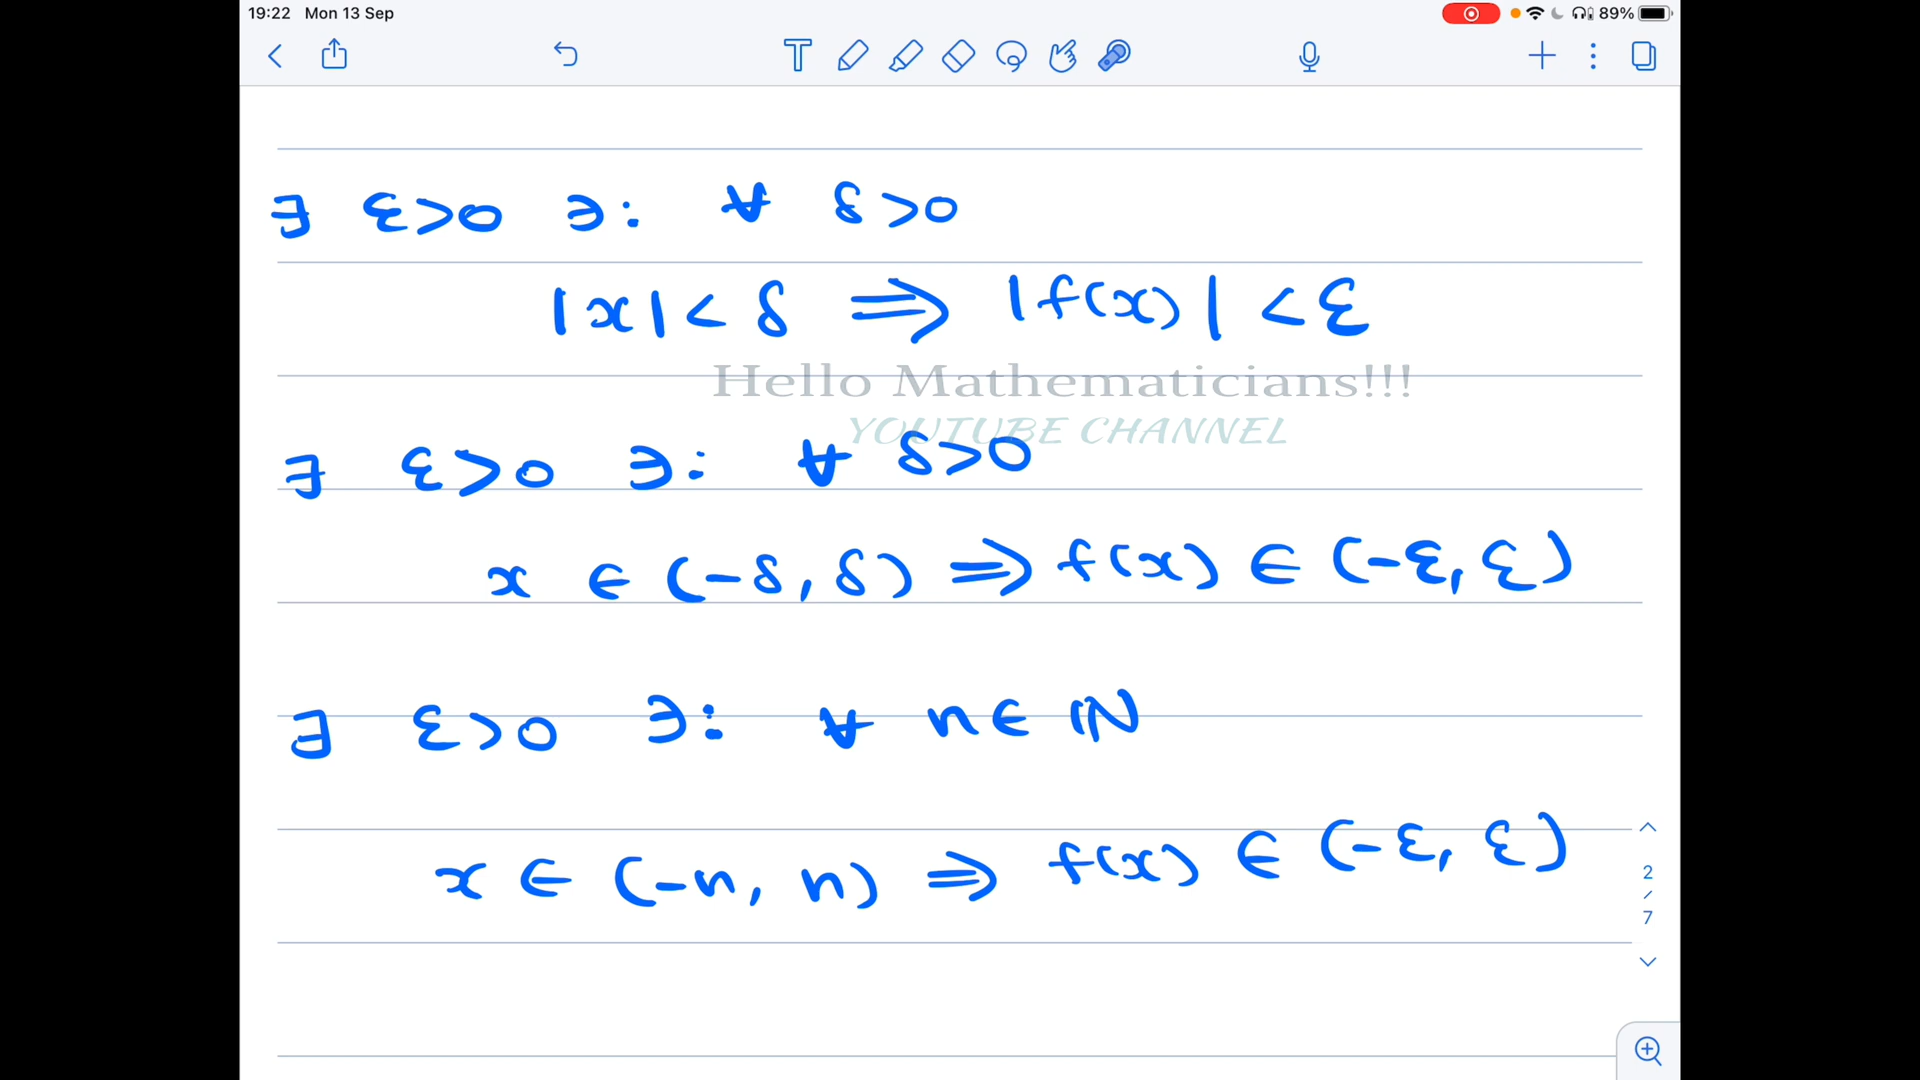 19:22 Mon 13 Sep 89%
∃ ε>0 ∋: ∀ δ>0
|x| < δ ⟹ |f(x)| < ε
Hello Mathematicians!!!
YOUTUBE CHANNEL
∃ ε>0 ∋: ∀ δ>0
x ∈ (-δ, δ) ⟹ f(x) ∈ (-ε, ε)
∃ ε>0 ∋: ∀ n ∈ ℕ
x ∈ (-n, n) ⟹ f(x) ∈ (-ε, ε)
2
/
7